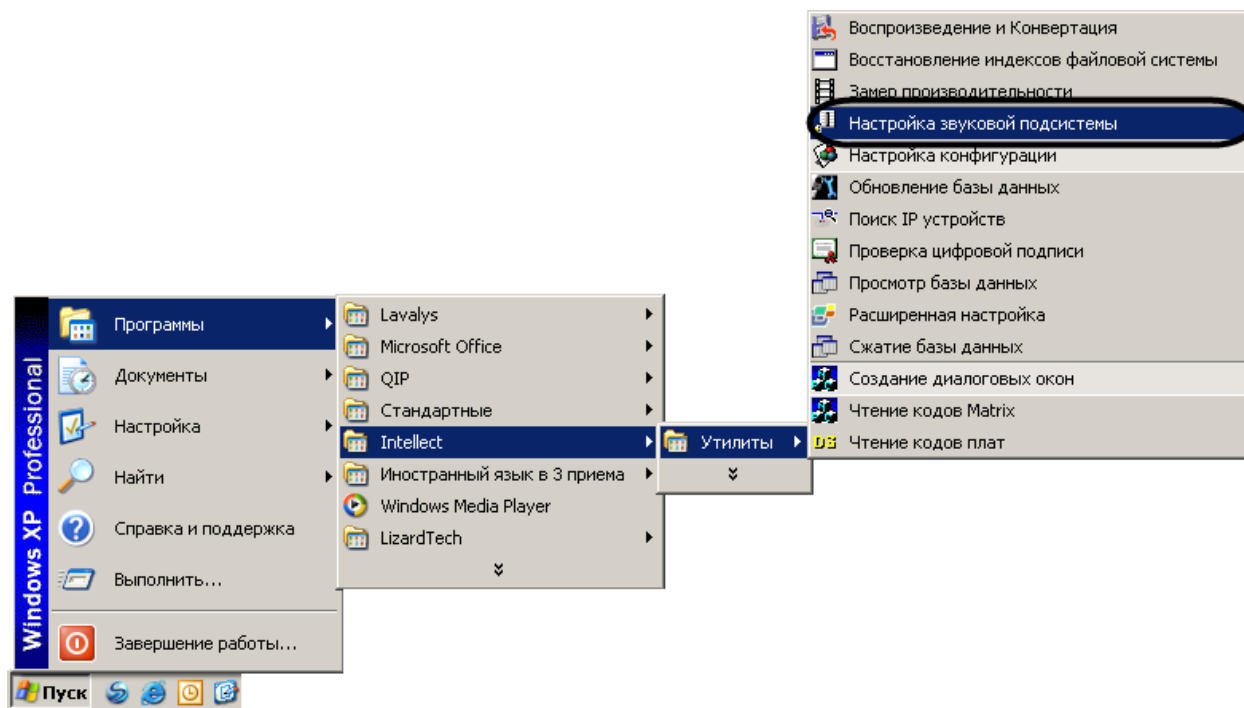 Воспроизведение и Конвертация
Восстановление индексов файловой системы
Замер производительности
Настройка звуковой подсистемы
Настройка конфигурации
Обновление базы данных
Поиск IP устройств
Проверка цифровой подписи
Просмотр базы данных
Расширенная настройка
Сжатие базы данных
Создание диалоговых окон
Чтение кодов Matrix
DS Чтение кодов плат
Windows XP Professional
Программы
Документы
Настройка
Найти
Справка и поддержка
Выполнить...
Завершение работы...
Lavalys
Microsoft Office
QIP
Стандартные
Intellect
Иностранный язык в 3 приема
Windows Media Player
LizardTech
Утилиты
Пуск